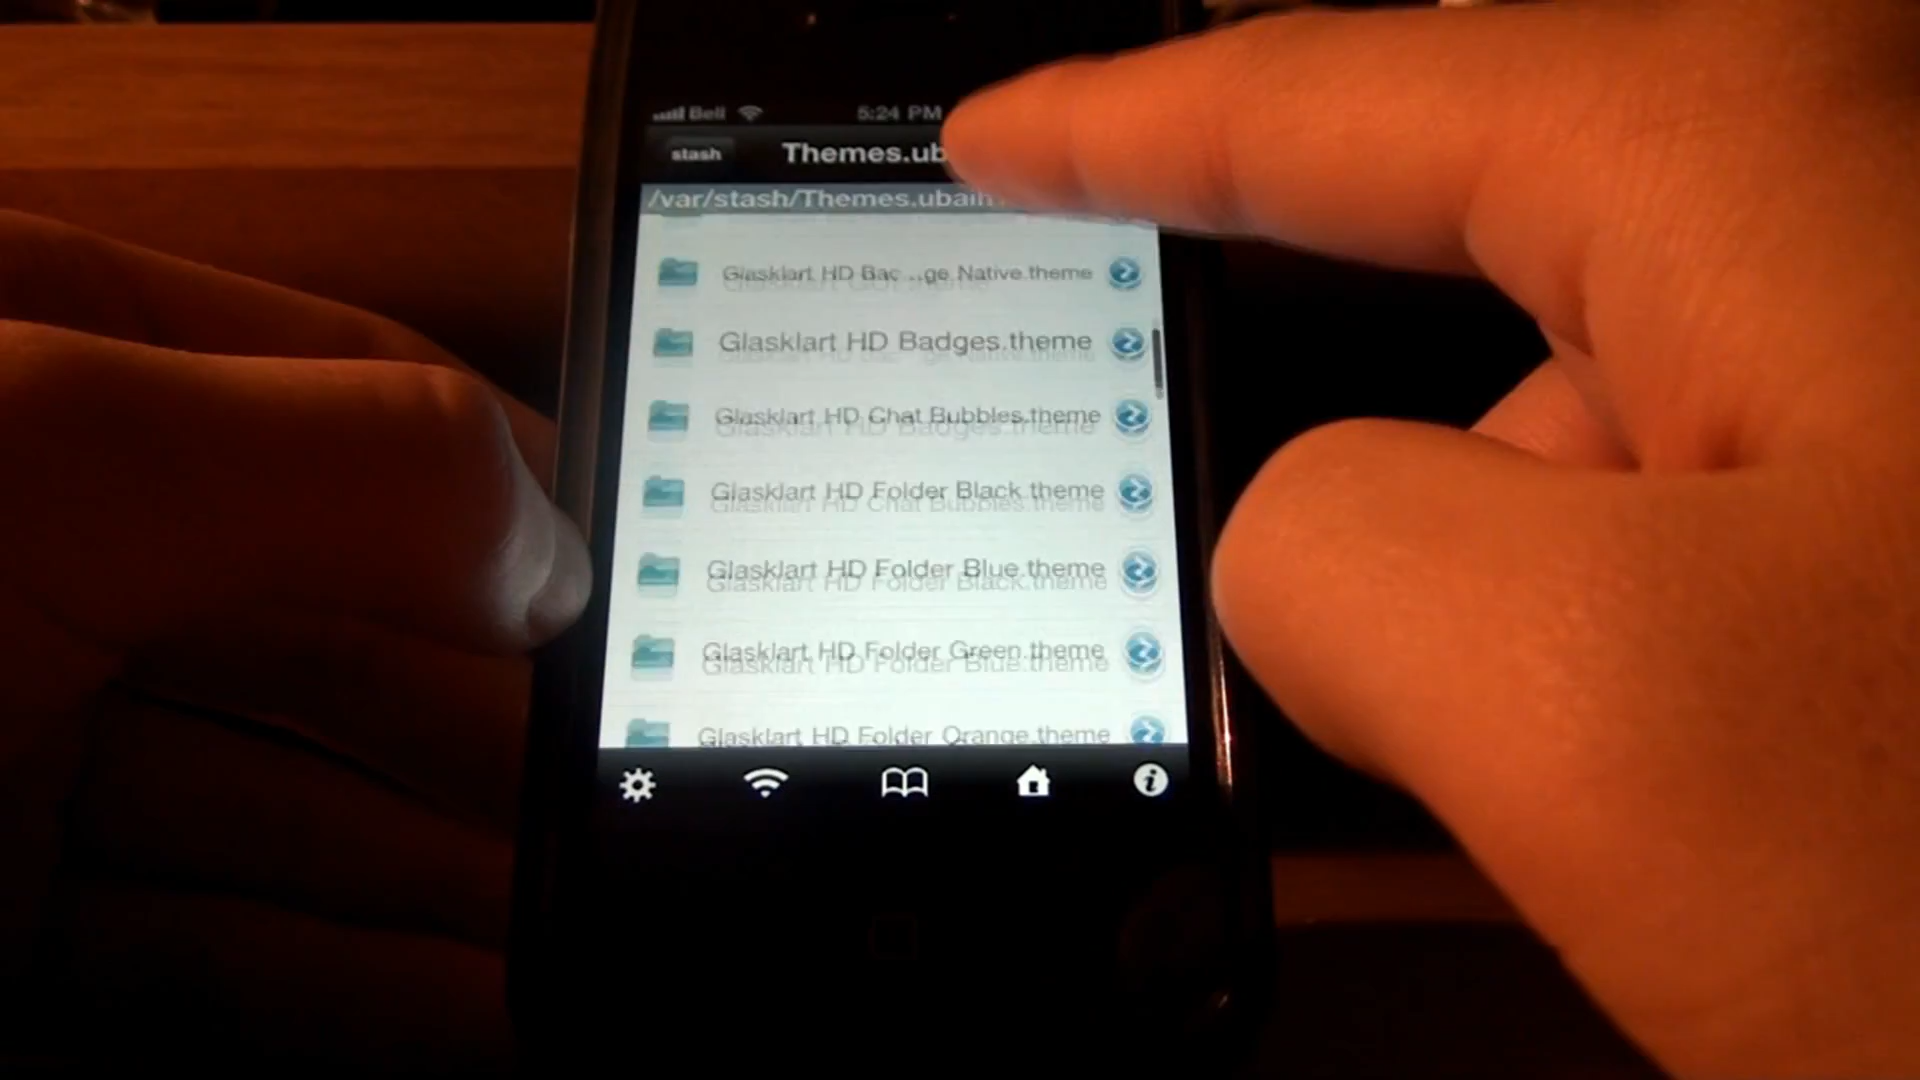 Bell 5:24 PM
stash Themes.ub
/var/stash/Themes.ubaih
Glasklart HD Bac ...ge Native.theme
Glasklart HD Badges.theme
Glasklart HD Chat Bubbles.theme
Glasklart HD Folder Black.theme
Glasklart HD Folder Blue.theme
Glasklart HD Folder Green.theme
Glasklart HD Folder Orange.theme